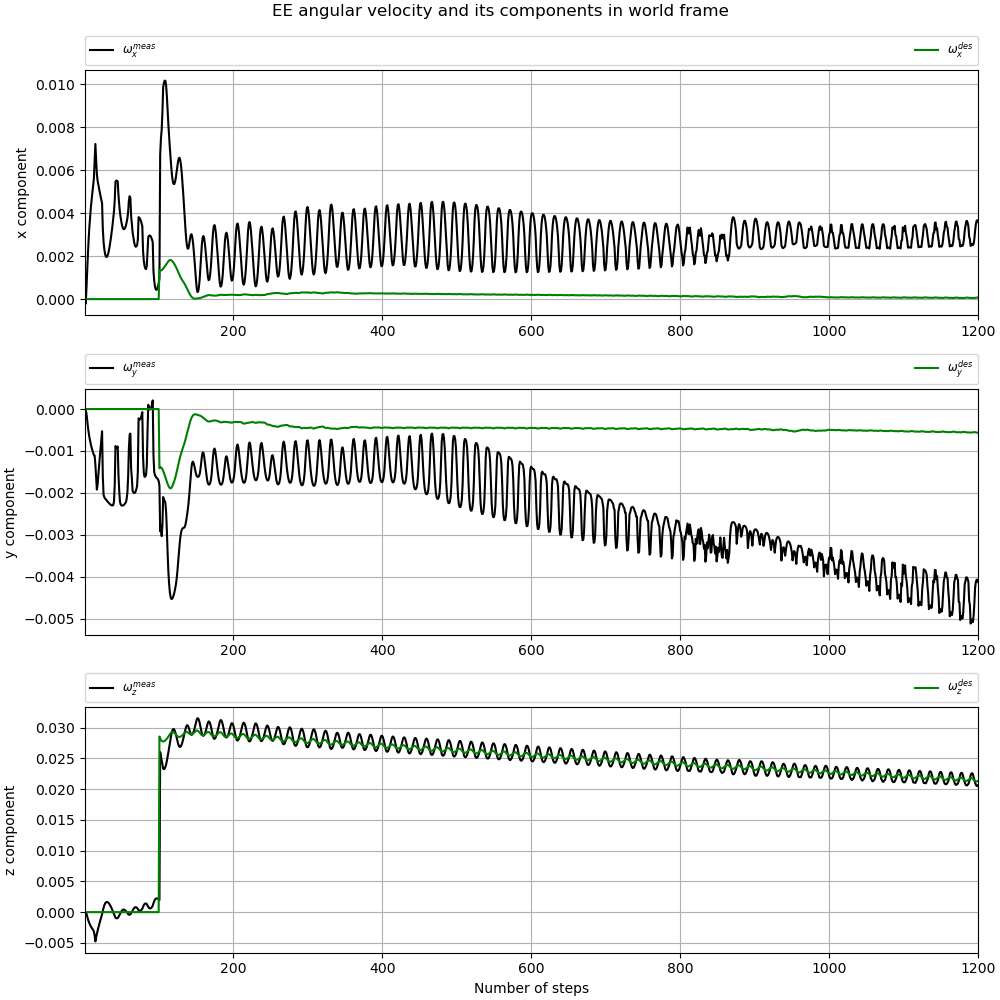 EE angular velocity and its components in world frame
ω_x^meas ω_x^des
0.010
0.008
0.006
0.004
0.002
0.000
x component
200 400 600 800 1000 1200
ω_y^meas ω_y^des
0.000
−0.001
−0.002
−0.003
−0.004
−0.005
y component
200 400 600 800 1000 1200
ω_z^meas ω_z^des
0.030
0.025
0.020
0.015
0.010
0.005
0.000
−0.005
z component
200 400 600 800 1000 1200
Number of steps